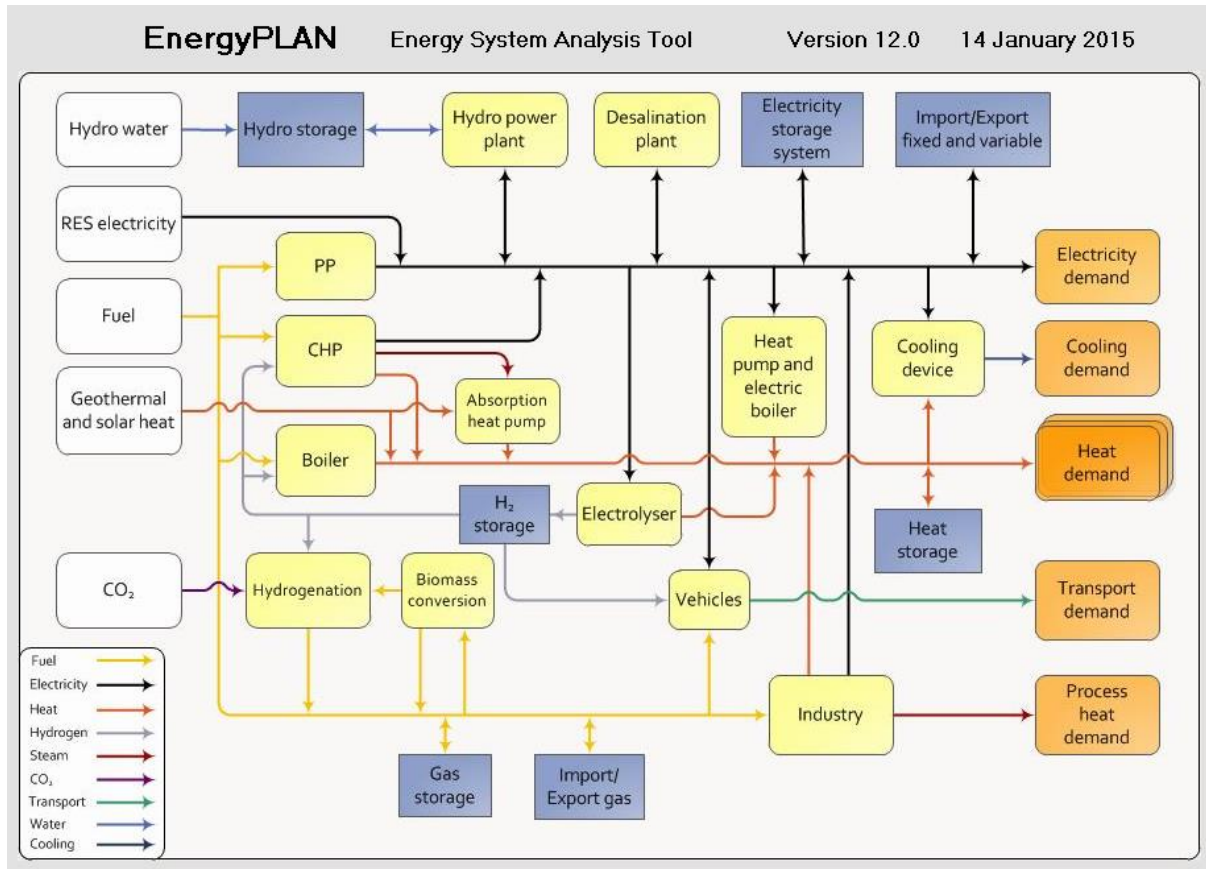 EnergyPLAN Energy System Analysis Tool Version 12.0 14 January 2015
Hydro water
Hydro storage
Hydro power
plant
Desalination
plant
Electricity
storage
system
Import/Export
fixed and variable
RES electricity
PP
Electricity
demand
Fuel
CHP
Heat
pump and
electric
boiler
Cooling
device
Cooling
demand
Geothermal
and solar heat
Absorption
heat pump
Boiler
Heat
demand
H₂
storage
Electrolyser
Heat
storage
CO₂
Hydrogenation
Biomass
conversion
Vehicles
Transport
demand
Industry
Process
heat
demand
Gas
storage
Import/
Export gas
Fuel
Electricity
Heat
Hydrogen
Steam
CO₂
Transport
Water
Cooling